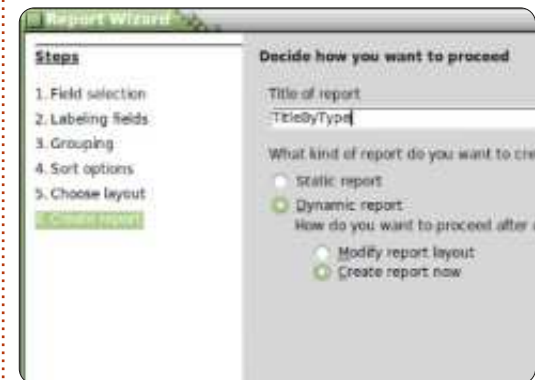 Report Wizard
Steps
1. Field selection
2. Labeling fields
3. Grouping
4. Sort options
5. Choose layout
6. Create report
Decide how you want to proceed
Title of report
TitleByType
What kind of report do you want to cre
Static report
Dynamic report
How do you want to proceed after
Modify report layout
Create report now